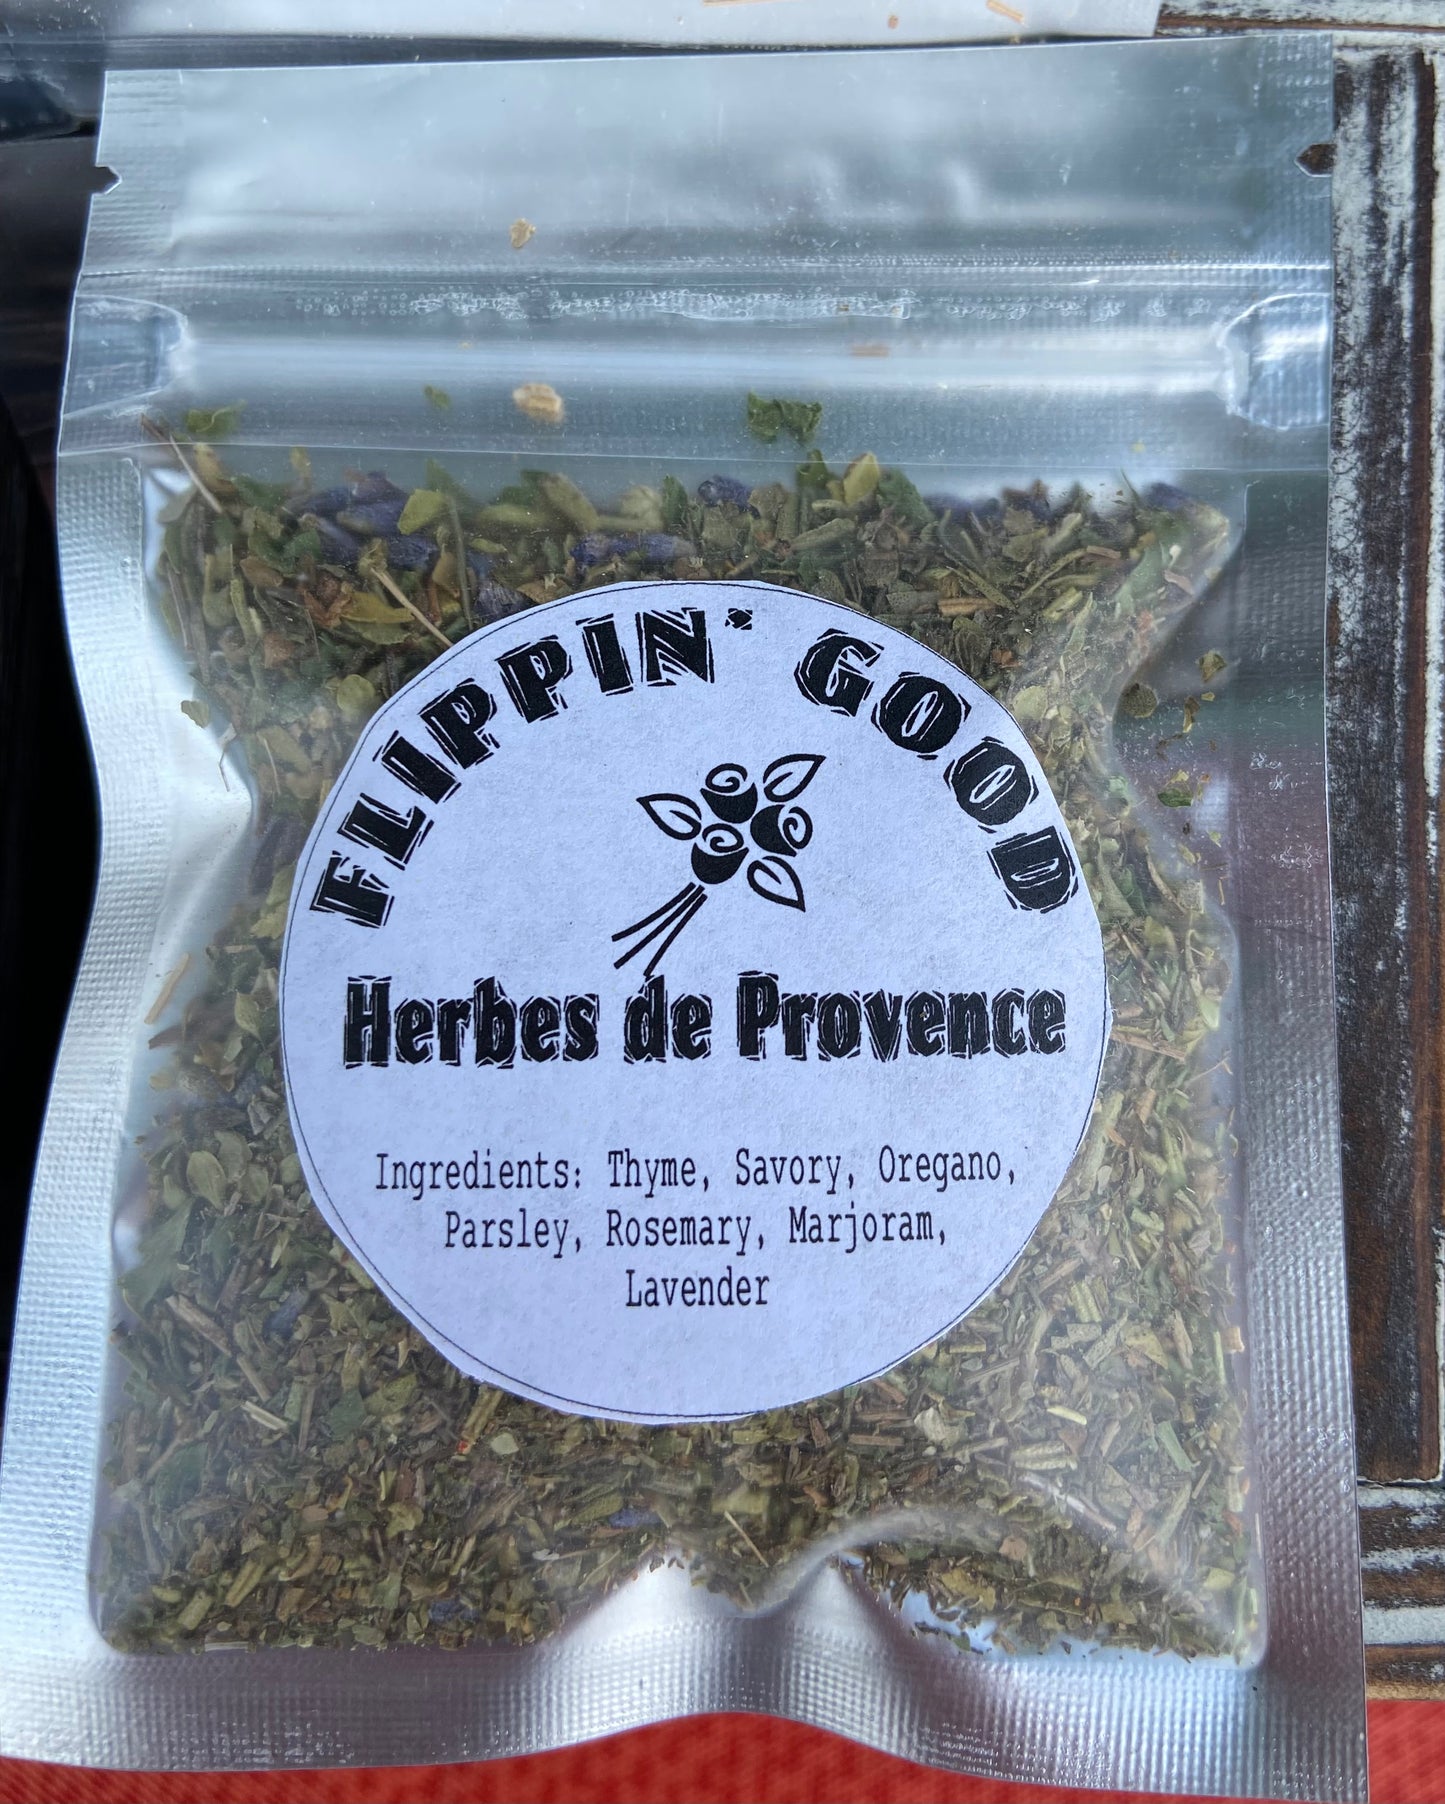 FLIPPIN' GOOD
Herbes de Provence
Ingredients: Thyme, Savory, Oregano,
Parsley, Rosemary, Marjoram,
Lavender